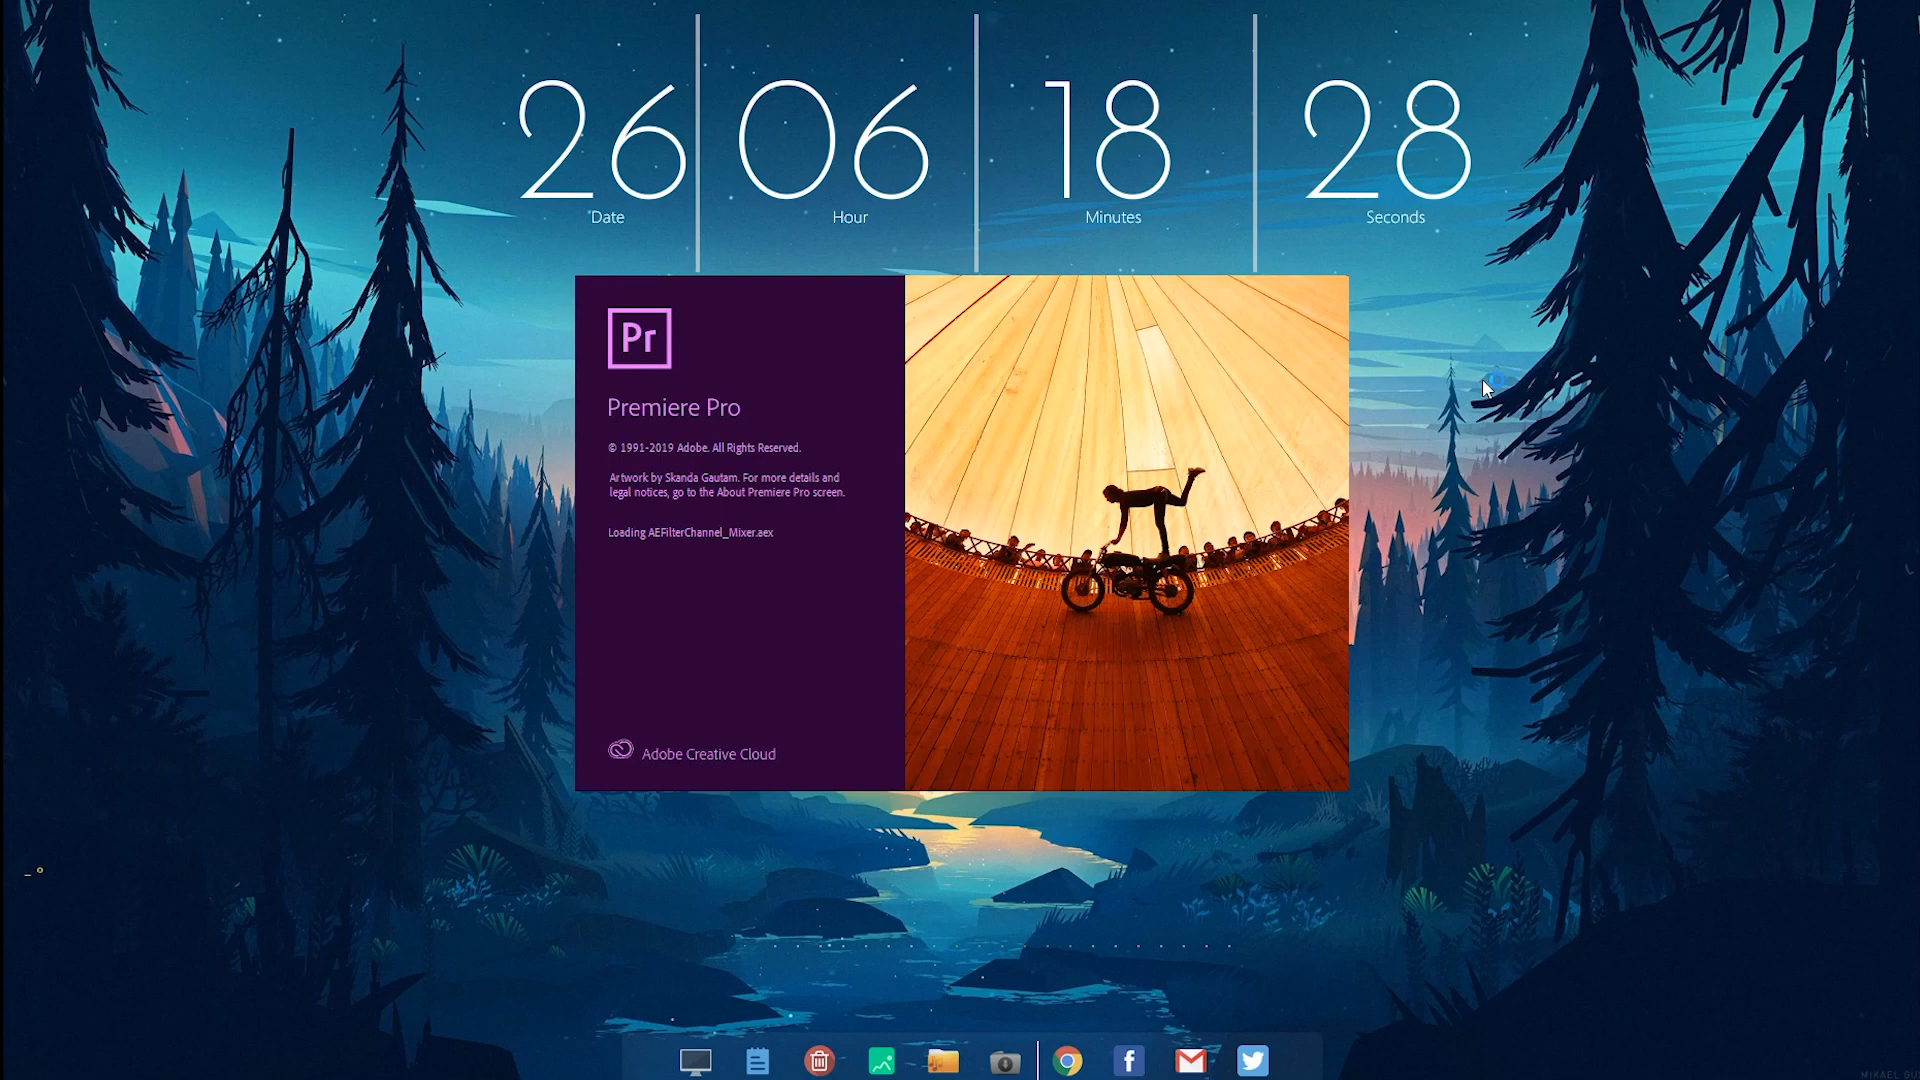 26 06 18 28
Date Hour Minutes Seconds
Pr
Premiere Pro
© 1991-2019 Adobe. All Rights Reserved.
Artwork by Skanda Gautam. For more details and
legal notices, go to the About Premiere Pro screen.
Loading AEFilterChannel_Mixer.aex
Adobe Creative Cloud
f
MIKAEL